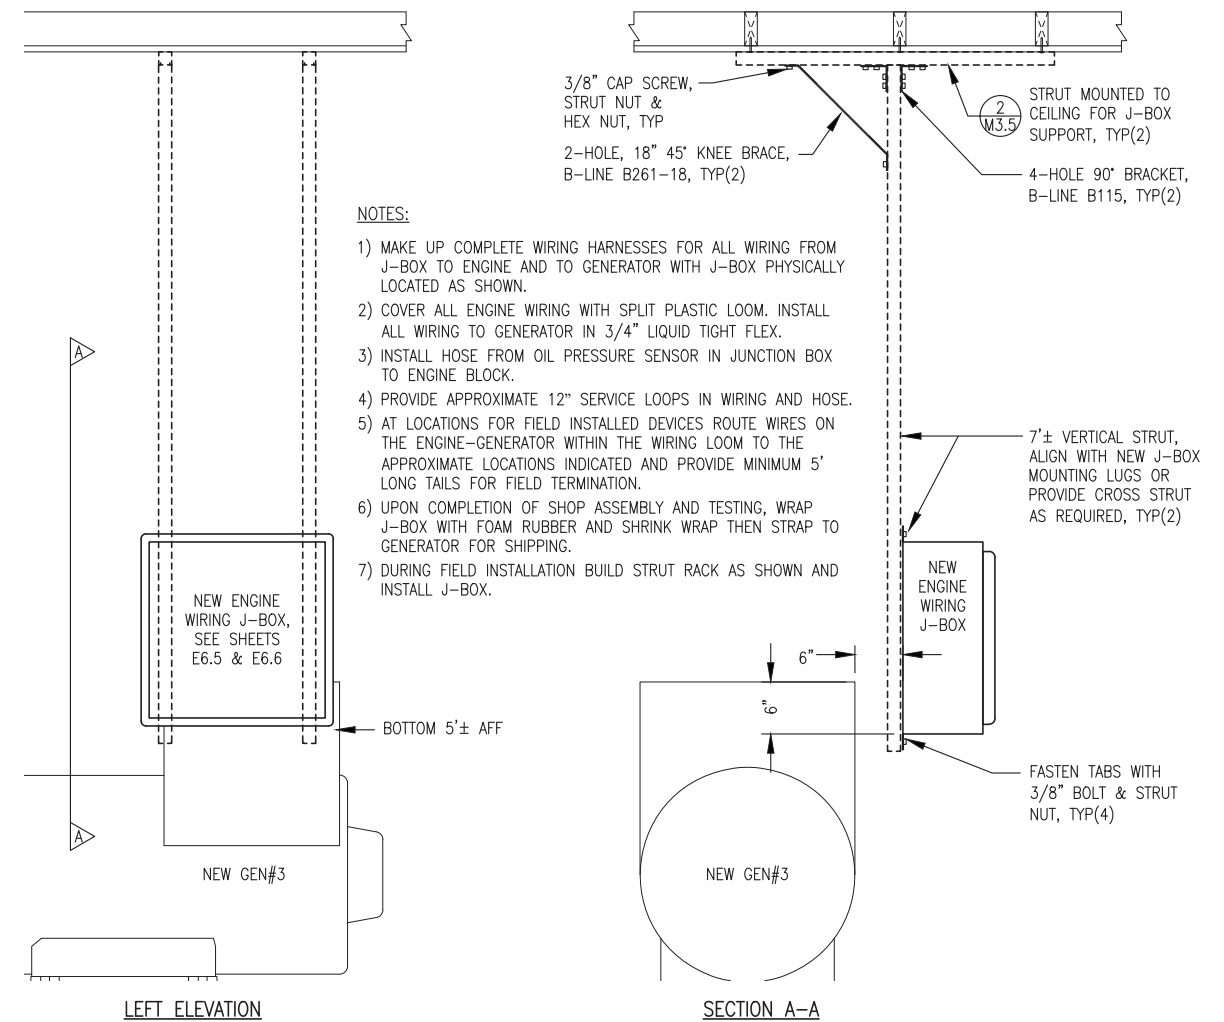 3/8" CAP SCREW,
STRUT NUT &
HEX NUT, TYP
2-HOLE, 18" 45° KNEE BRACE,
B-LINE B261-18, TYP(2)
2
M3.5
STRUT MOUNTED TO
CEILING FOR J-BOX
SUPPORT, TYP(2)
4-HOLE 90° BRACKET,
B-LINE B115, TYP(2)
NOTES:
1) MAKE UP COMPLETE WIRING HARNESSES FOR ALL WIRING FROM
J-BOX TO ENGINE AND TO GENERATOR WITH J-BOX PHYSICALLY
LOCATED AS SHOWN.
2) COVER ALL ENGINE WIRING WITH SPLIT PLASTIC LOOM. INSTALL
ALL WIRING TO GENERATOR IN 3/4" LIQUID TIGHT FLEX.
3) INSTALL HOSE FROM OIL PRESSURE SENSOR IN JUNCTION BOX
TO ENGINE BLOCK.
4) PROVIDE APPROXIMATE 12" SERVICE LOOPS IN WIRING AND HOSE.
5) AT LOCATIONS FOR FIELD INSTALLED DEVICES ROUTE WIRES ON
THE ENGINE-GENERATOR WITHIN THE WIRING LOOM TO THE
APPROXIMATE LOCATIONS INDICATED AND PROVIDE MINIMUM 5'
LONG TAILS FOR FIELD TERMINATION.
6) UPON COMPLETION OF SHOP ASSEMBLY AND TESTING, WRAP
J-BOX WITH FOAM RUBBER AND SHRINK WRAP THEN STRAP TO
GENERATOR FOR SHIPPING.
7) DURING FIELD INSTALLATION BUILD STRUT RACK AS SHOWN AND
INSTALL J-BOX.
A
A
NEW ENGINE
WIRING J-BOX,
SEE SHEETS
E6.5 & E6.6
BOTTOM 5'± AFF
NEW GEN#3
LEFT ELEVATION
7'± VERTICAL STRUT,
ALIGN WITH NEW J-BOX
MOUNTING LUGS OR
PROVIDE CROSS STRUT
AS REQUIRED, TYP(2)
NEW
ENGINE
WIRING
J-BOX
6"
6"
FASTEN TABS WITH
3/8" BOLT & STRUT
NUT, TYP(4)
NEW GEN#3
SECTION A-A